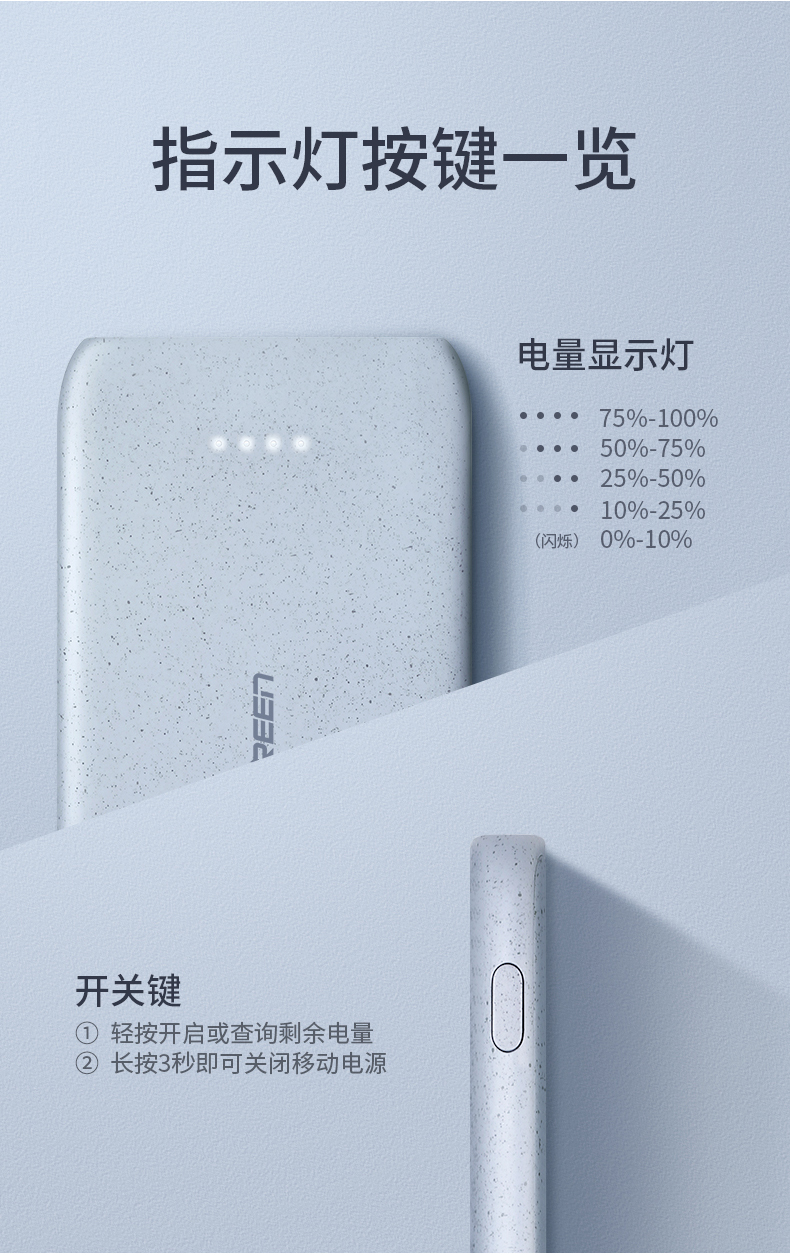 指示灯按键一览
电量显示灯
75%-100%
50%-75%
25%-50%
10%-25%
（闪烁） 0%-10%
REEN
开关键
① 轻按开启或查询剩余电量
② 长按3秒即可关闭移动电源